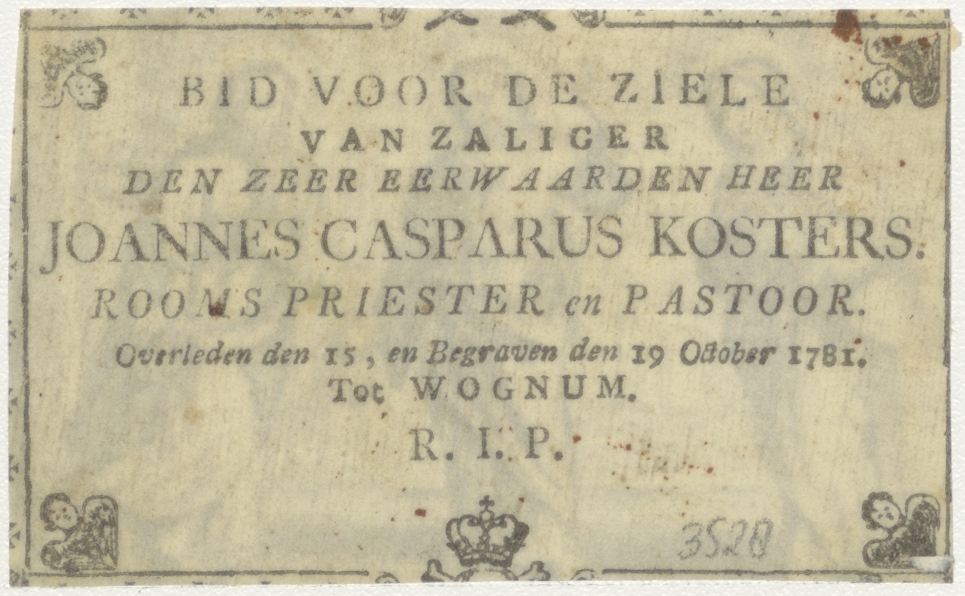 BID VOOR DE ZIELE
VAN ZALIGER
DEN ZEER EERWAARDEN HEER
JOANNES CASPARUS KOSTERS.
ROOMS PRIESTER en PASTOOR.
Overleden den 15, en Begraven den 19 October 1781.
Tot WOGNUM.
R. I. P.
3528